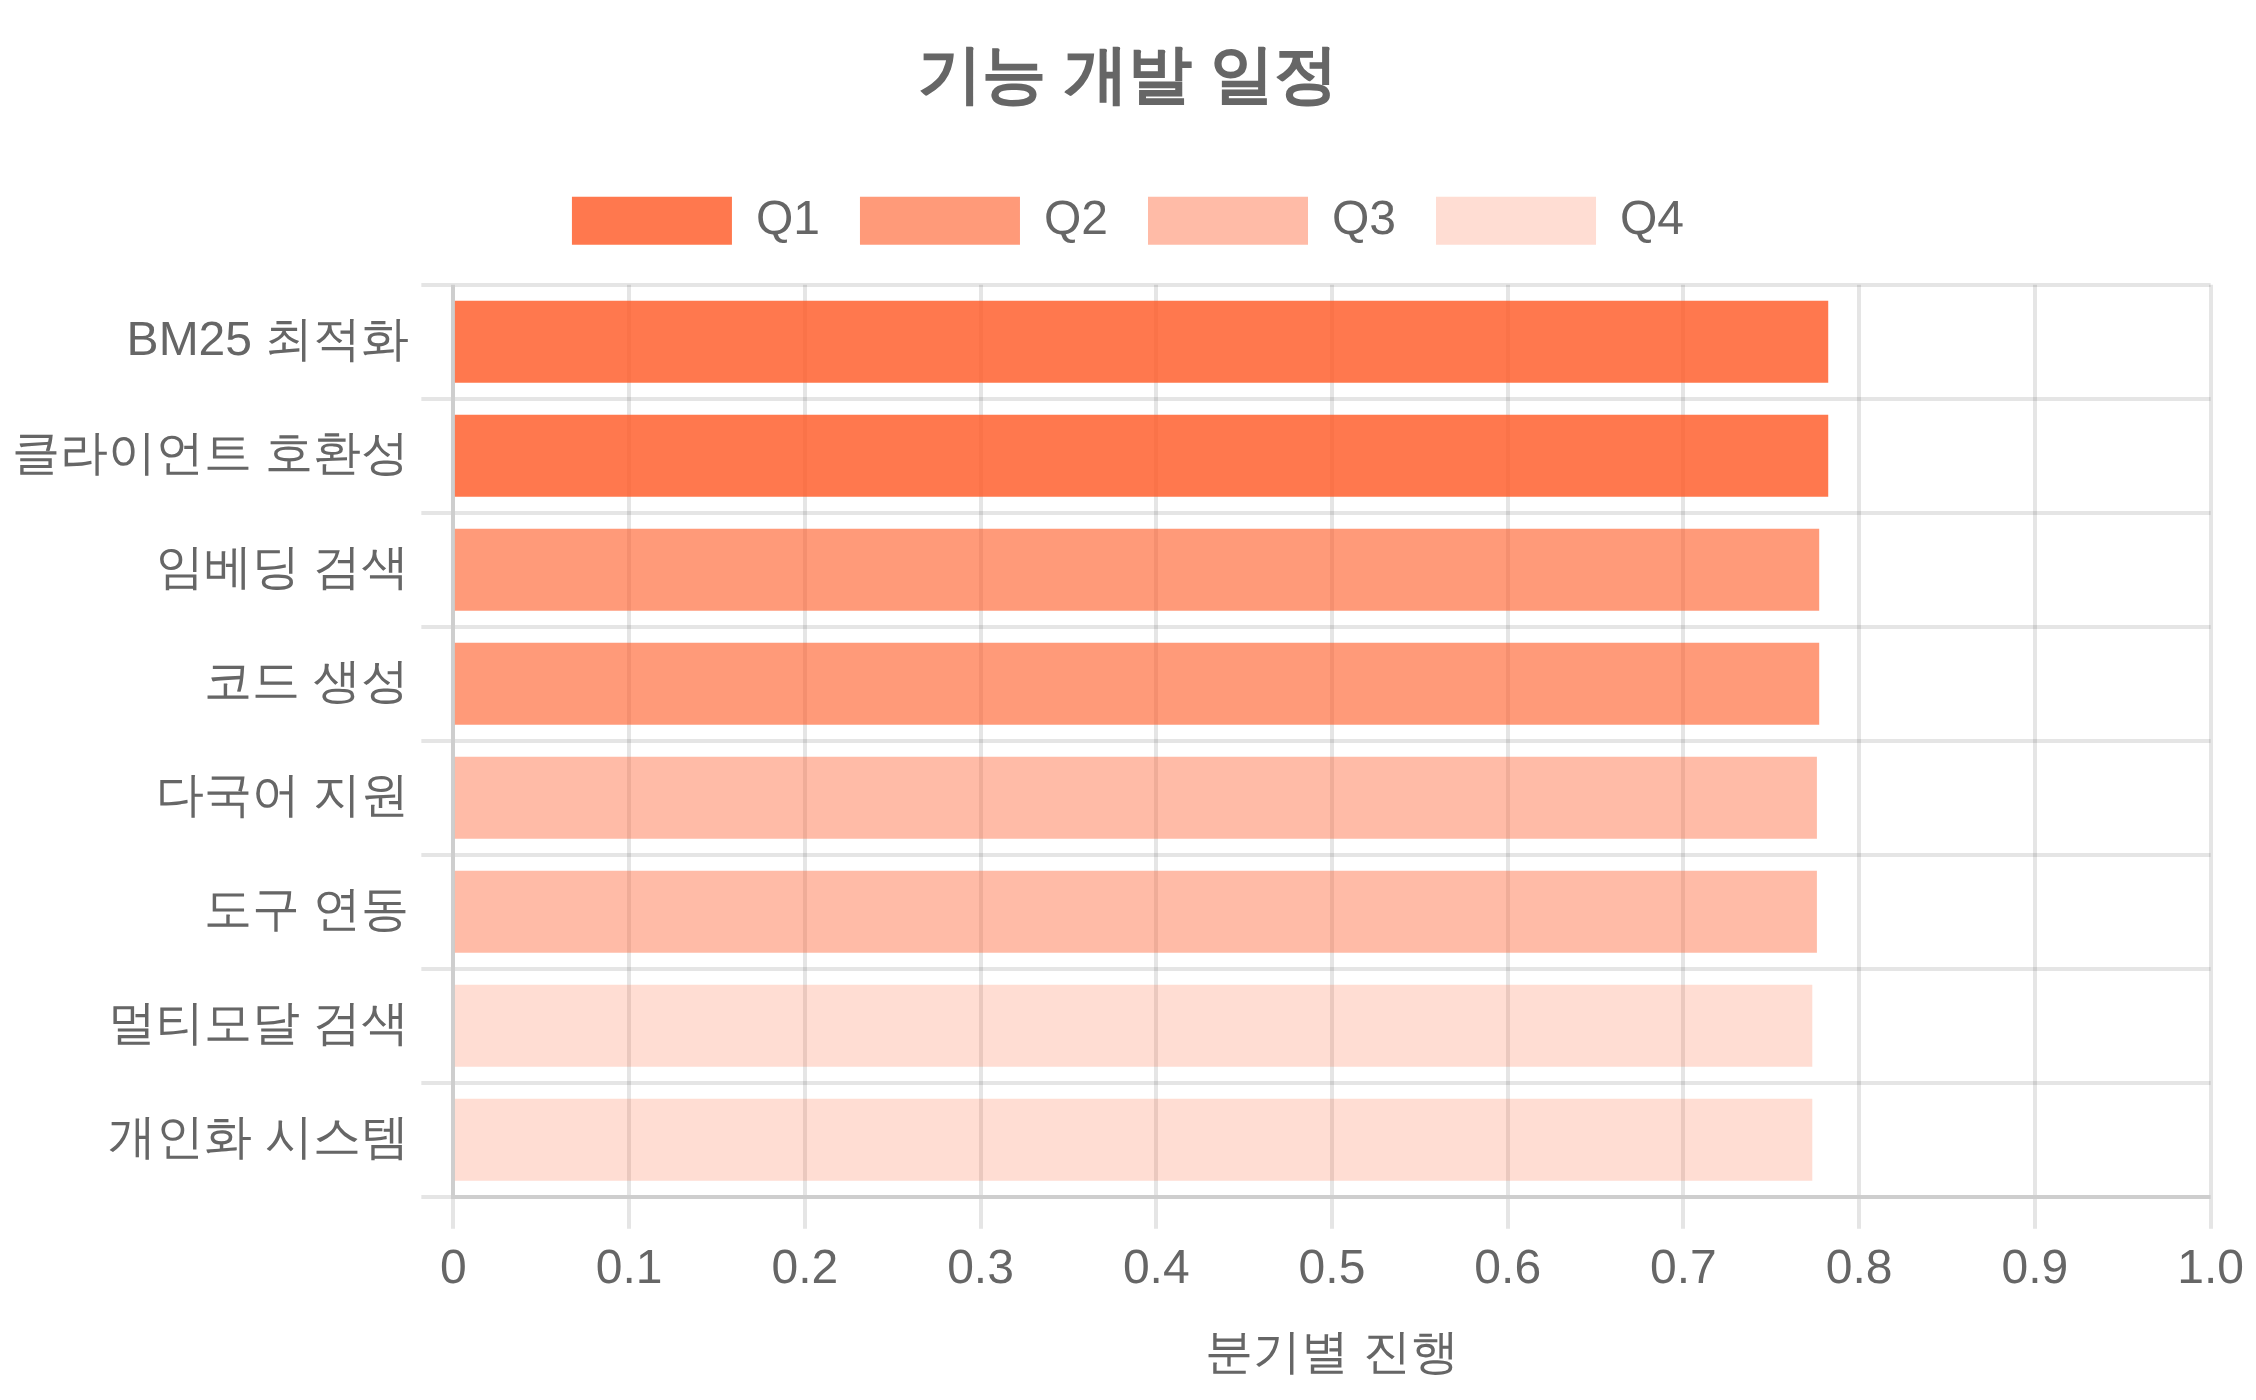 기능 개발 일정
Q1 Q2 Q3 Q4
BM25 최적화
클라이언트 호환성
임베딩 검색
코드 생성
다국어 지원
도구 연동
멀티모달 검색
개인화 시스템
0 0.1 0.2 0.3 0.4 0.5 0.6 0.7 0.8 0.9 1.0
분기별 진행